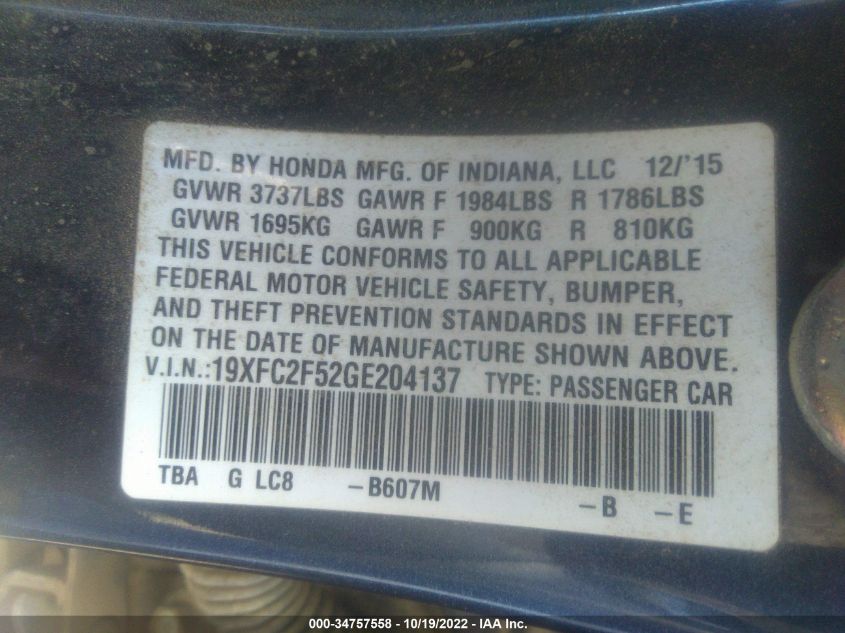 MFD. BY HONDA MFG. OF INDIANA, LLC 12/'15
GVWR 3737LBS GAWR F 1984LBS R 1786LBS
GVWR 1695KG GAWR F 900KG R 810KG
THIS VEHICLE CONFORMS TO ALL APPLICABLE
FEDERAL MOTOR VEHICLE SAFETY, BUMPER,
AND THEFT PREVENTION STANDARDS IN EFFECT
ON THE DATE OF MANUFACTURE SHOWN ABOVE.
V.I.N.:19XFC2F52GE204137 TYPE: PASSENGER CAR
TBA G LC8 -B607M -B -E
000-34757558 - 10/19/2022 - IAA Inc.